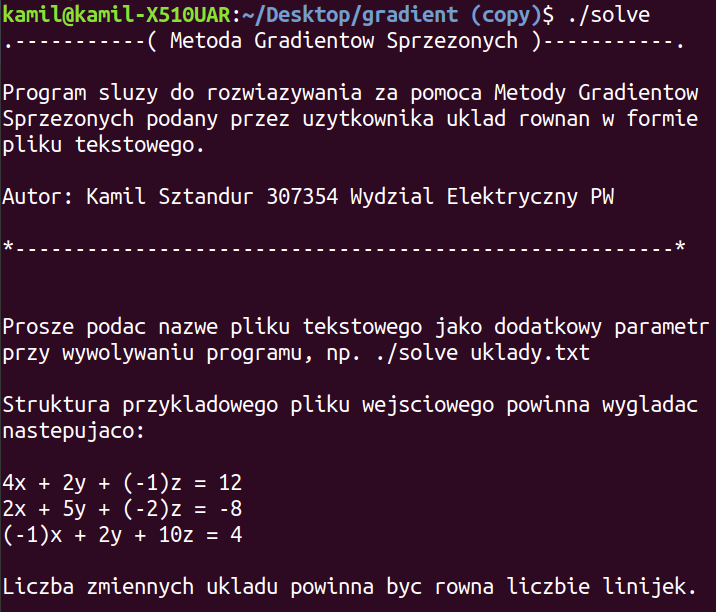 kamil@kamil-X510UAR:~/Desktop/gradient (copy)$ ./solve
.-----------( Metoda Gradientow Sprzezonych )-----------.
Program sluzy do rozwiazywania za pomoca Metody Gradientow
Sprzezonych podany przez uzytkownika uklad rownan w formie
pliku tekstowego.
Autor: Kamil Sztandur 307354 Wydzial Elektryczny PW
*-------------------------------------------------------*
Prosze podac nazwe pliku tekstowego jako dodatkowy parametr
przy wywolywaniu programu, np. ./solve uklady.txt
Struktura przykladowego pliku wejsciowego powinna wygladac
nastepujaco:
4x + 2y + (-1)z = 12
2x + 5y + (-2)z = -8
(-1)x + 2y + 10z = 4
Liczba zmiennych ukladu powinna byc rowna liczbie linijek.